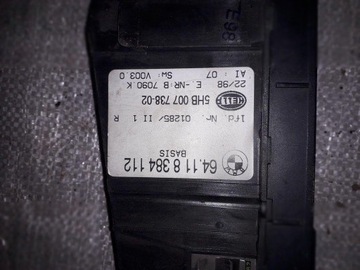 BASIS
64.11 8 384 112
lfd. Nr. 01285/ II 1 R
HELLA
5HB 007 738-02
22/98 E.-NR: B 7090 K
AI: 07 SW: V003.0
E98